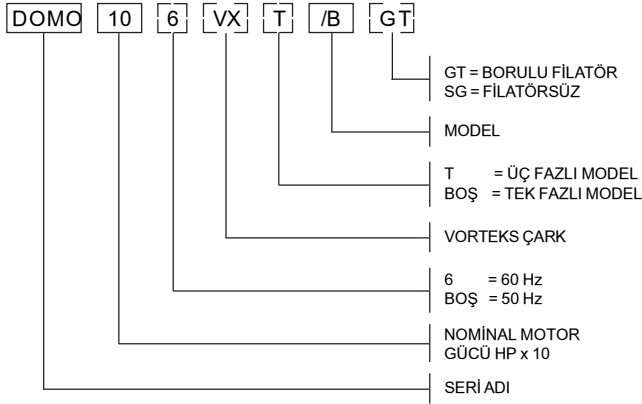 DOMO 10 6 VX T /B GT
GT = BORULU FİLATÖR
SG = FİLATÖRSÜZ
MODEL
T = ÜÇ FAZLI MODEL
BOŞ = TEK FAZLI MODEL
VORTEKS ÇARK
6 = 60 Hz
BOŞ = 50 Hz
NOMİNAL MOTOR
GÜCÜ HP x 10
SERİ ADI